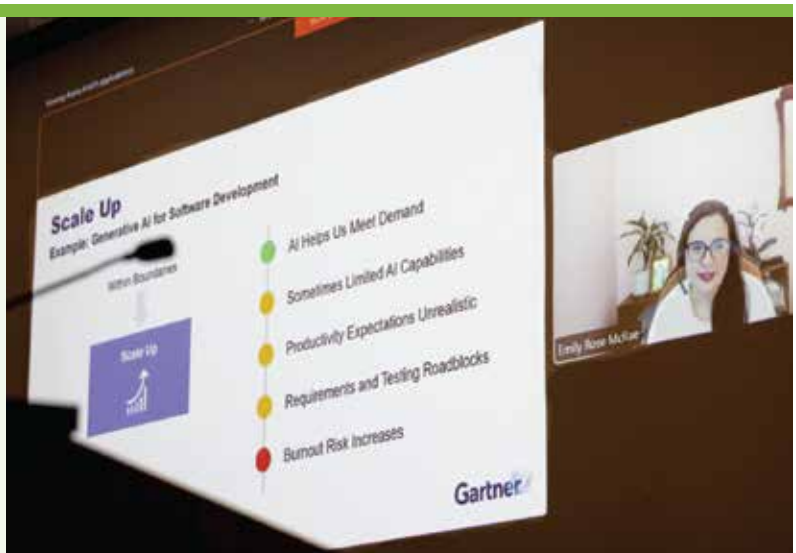 Scale Up
Example: Generative AI for Software Development
Within Boundaries
Scale Up
AI Helps Us Meet Demand
Sometimes Limited AI Capabilities
Productivity Expectations Unrealistic
Requirements and Testing Roadblocks
Burnout Risk Increases
Gartner
Emily Rose McRae